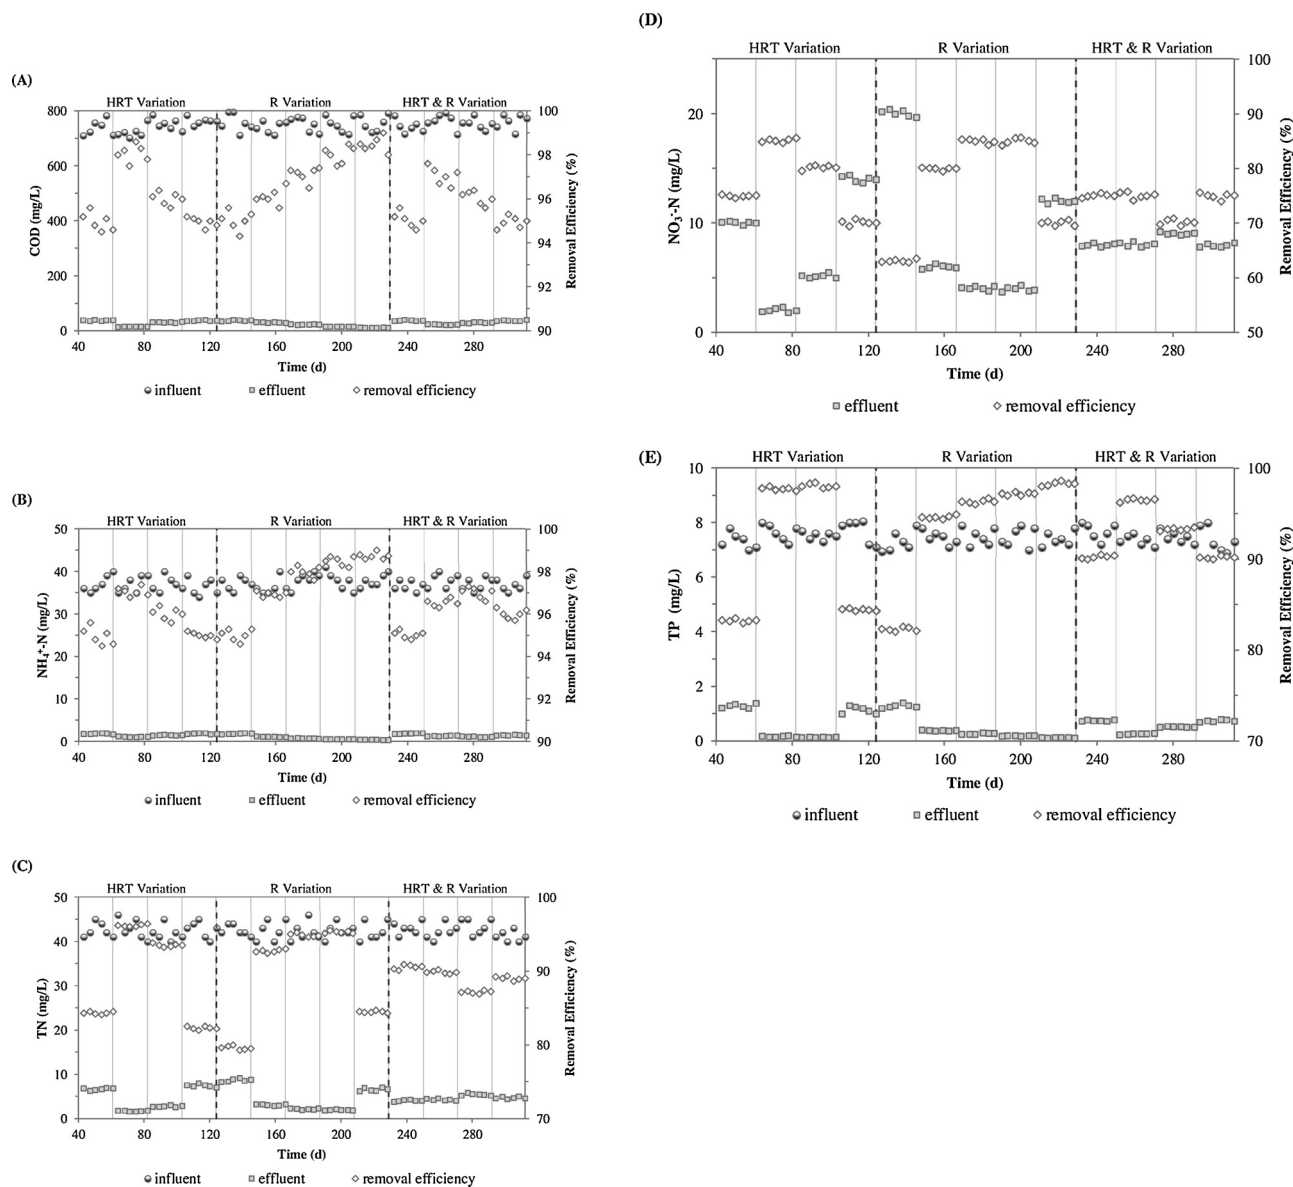 (A)
HRT Variation R Variation HRT & R Variation
800 100
98
600
96
400
94
200
92
0 90
40 80 120 160 200 240 280
COD (mg/L)
Removal Efficiency (%)
Time (d)
influent effluent removal efficiency
(B)
HRT Variation R Variation HRT & R Variation
50 100
40 98
30 96
20 94
10 92
0 90
40 80 120 160 200 240 280
NH₄⁺-N (mg/L)
Removal Efficiency (%)
Time (d)
influent effluent removal efficiency
(C)
HRT Variation R Variation HRT & R Variation
50 100
40
90
30
20
80
10
0 70
40 80 120 160 200 240 280
TN (mg/L)
Removal Efficiency (%)
Time (d)
influent effluent removal efficiency
(D)
HRT Variation R Variation HRT & R Variation
100
20 90
15 80
10 70
5 60
0 50
40 80 120 160 200 240 280
NO₃⁻-N (mg/L)
Removal Efficiency (%)
Time (d)
effluent removal efficiency
(E)
HRT Variation R Variation HRT & R Variation
10 100
8
90
6
4
80
2
0 70
40 80 120 160 200 240 280
TP (mg/L)
Removal Efficiency (%)
Time (d)
influent effluent removal efficiency